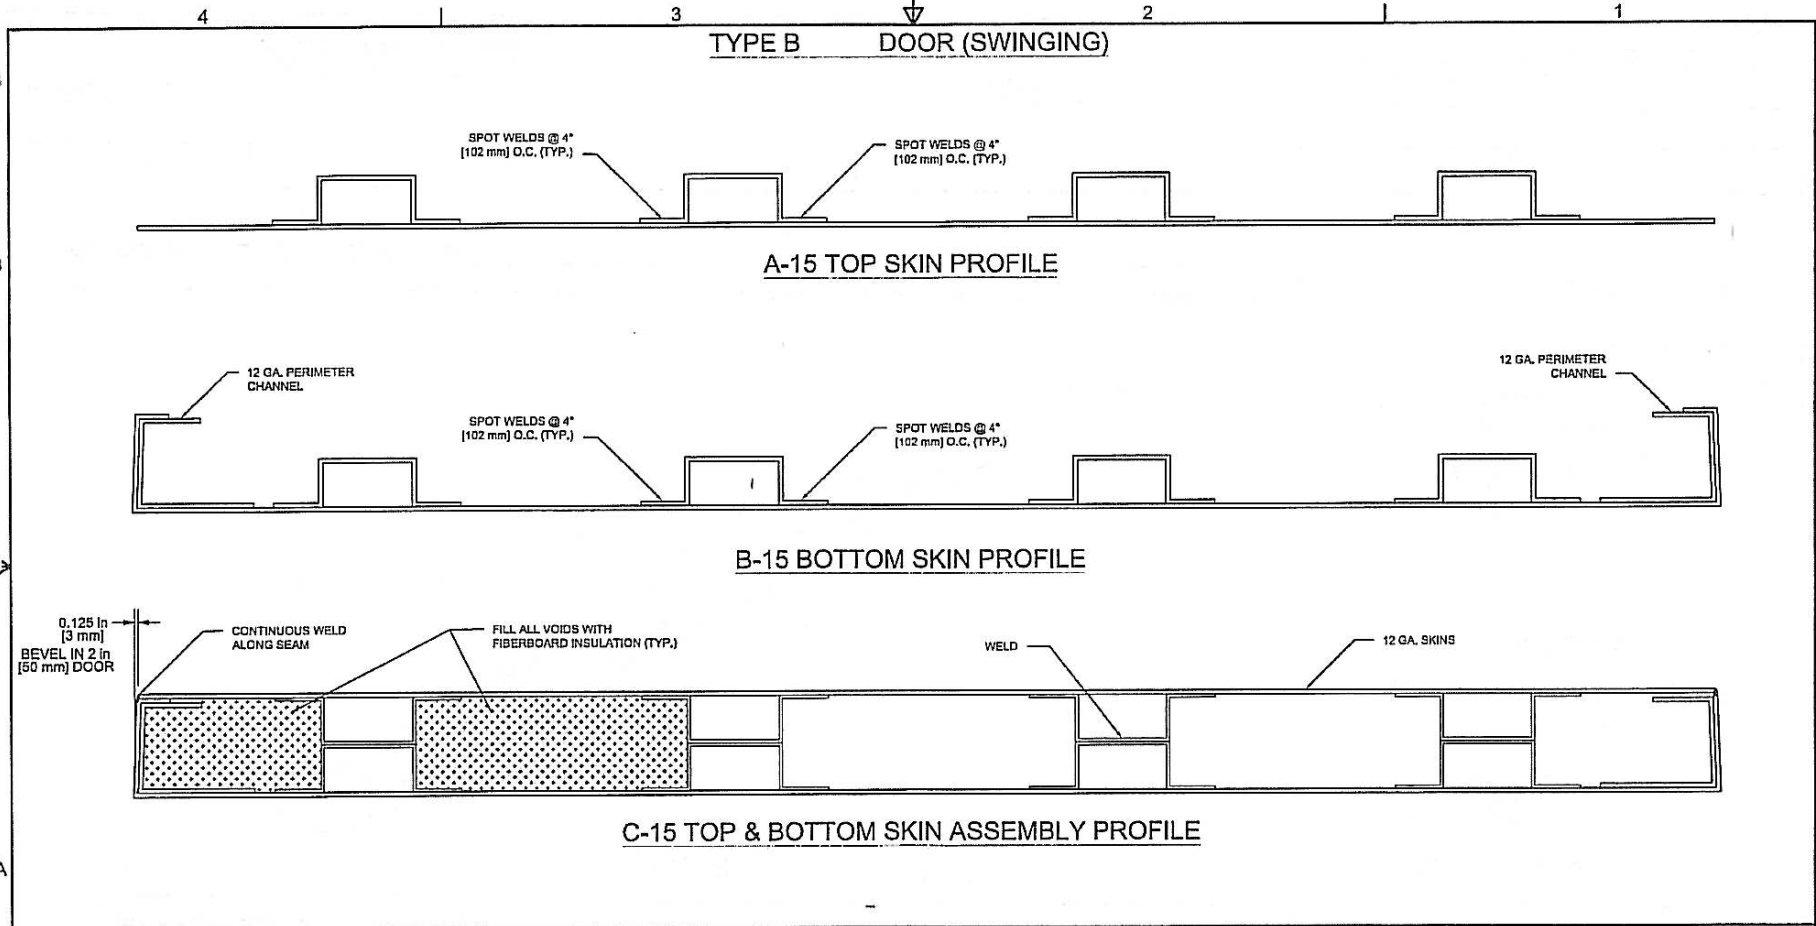 4 3 2 1
TYPE B DOOR (SWINGING)
SPOT WELDS @ 4"
[102 mm] O.C. (TYP.)
SPOT WELDS @ 4"
[102 mm] O.C. (TYP.)
A-15 TOP SKIN PROFILE
12 GA. PERIMETER
CHANNEL
SPOT WELDS @ 4"
[102 mm] O.C. (TYP.)
SPOT WELDS @ 4"
[102 mm] O.C. (TYP.)
12 GA. PERIMETER
CHANNEL
B-15 BOTTOM SKIN PROFILE
0.125 in
[3 mm]
BEVEL IN 2 in
[50 mm] DOOR
CONTINUOUS WELD
ALONG SEAM
FILL ALL VOIDS WITH
FIBERBOARD INSULATION (TYP.)
WELD
12 GA. SKINS
C-15 TOP & BOTTOM SKIN ASSEMBLY PROFILE
A